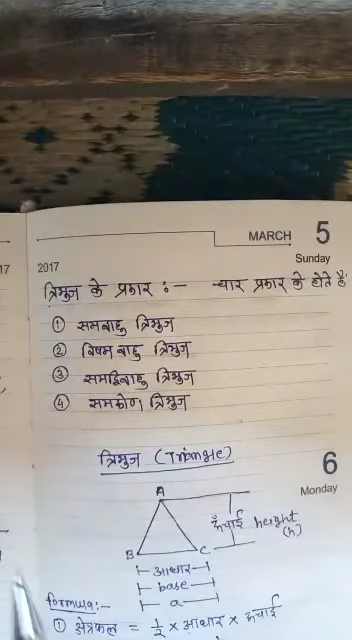 MARCH 5
Sunday
17
2017
त्रिभुज के प्रकार :- चार प्रकार के होते हैं
① समबाहु त्रिभुज
② विषमबाहु त्रिभुज
③ समद्विबाहु त्रिभुज
④ समकोण त्रिभुज
त्रिभुज (Triangle)
6
Monday
A
ऊँचाई height
(h)
B C
आधार
base
a
formula:-
① क्षेत्रफल = 1/2 × आधार × ऊंचाई